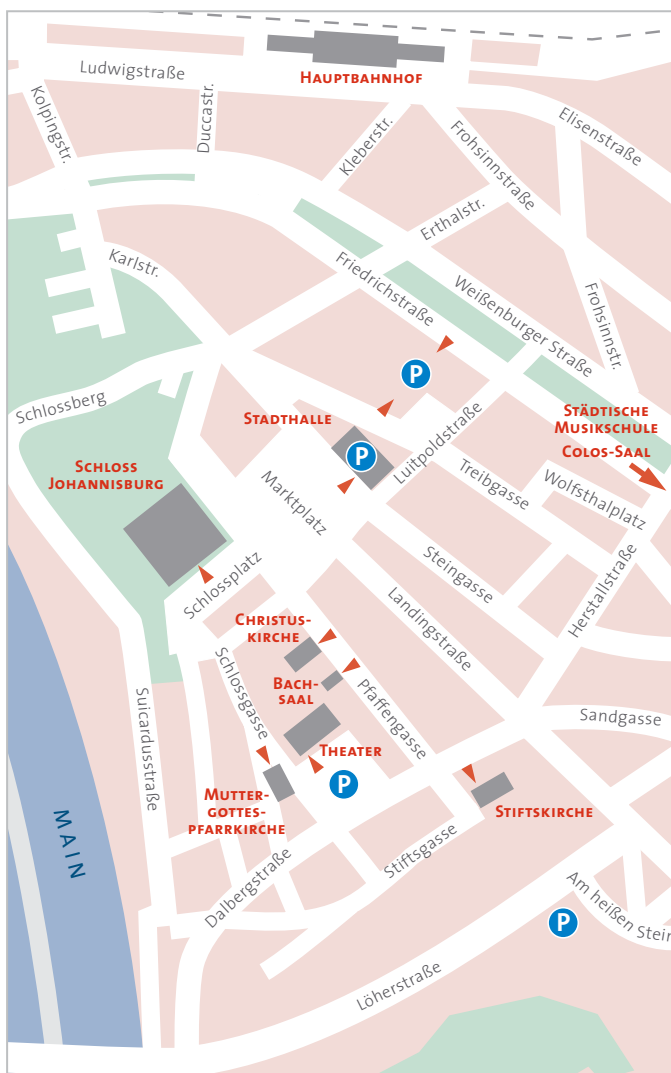 HAUPTBAHNHOF
Ludwigstraße
Kolpingstr.
Duccastr.
Kleberstr.
Frohsinnstraße
Elisenstraße
Erthalstr.
Karlstr.
Friedrichstraße
Weißenburger Straße
Frohsinnstr.
Schlossberg
P
STADTHALLE
P
Luitpoldstraße
STÄDTISCHE
MUSIKSCHULE
COLOS-SAAL
SCHLOSS
JOHANNISBURG
Marktplatz
Treibgasse
Wolfsthalplatz
Steingasse
Herstallstraße
Schlossplatz
Landingstraße
CHRISTUS-
KIRCHE
Schlossgasse
BACH-
SAAL
Pfaffengasse
Suicardusstraße
Sandgasse
THEATER
P
MUTTER-
GOTTES-
PFARRKIRCHE
STIFTSKIRCHE
MAIN
Dalbergstraße
Stiftsgasse
Am heißen Stein
P
Löherstraße